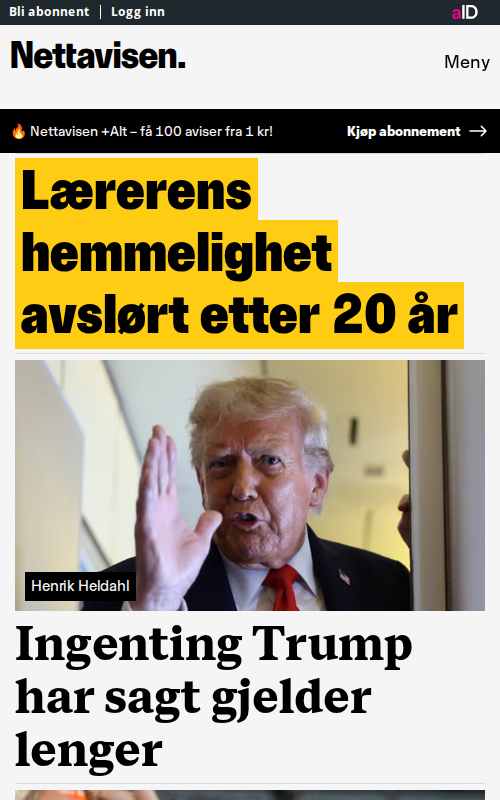 Bli abonnent | Logg inn
aID
Nettavisen.
Meny
🔥 Nettavisen +Alt – få 100 aviser fra 1 kr!
Kjøp abonnement →
Lærerens
hemmelighet
avslørt etter 20 år
Henrik Heldahl
Ingenting Trump
har sagt gjelder
lenger